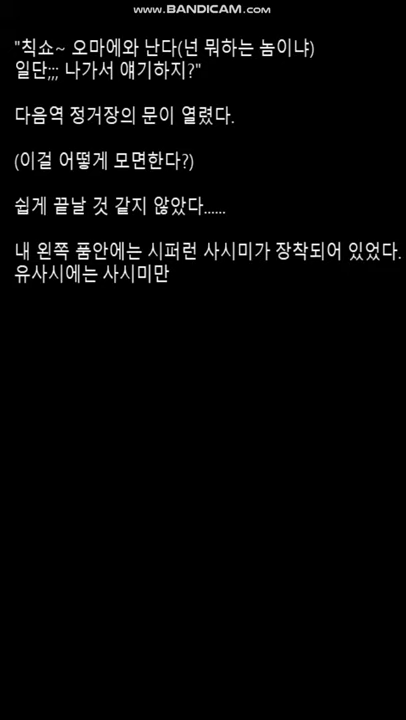 WWW.BANDICAM.COM
"칙쇼~ 오마에와 난다(넌 뭐하는 놈이냐)
일단;;; 나가서 얘기하지?"
다음역 정거장의 문이 열렸다.
(이걸 어떻게 모면한다?)
쉽게 끝날 것 같지 않았다......
내 왼쪽 품안에는 시퍼런 사시미가 장착되어 있었다.
유사시에는 사시미만